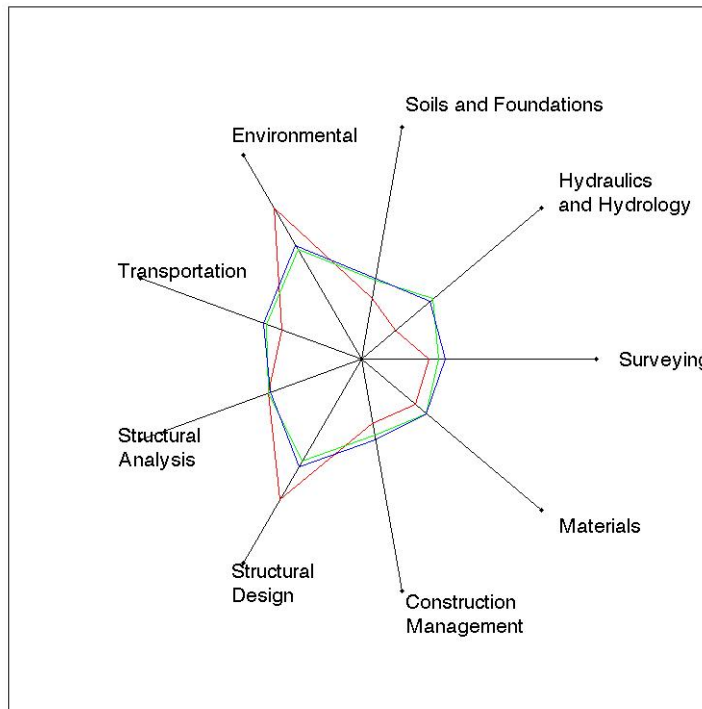 Soils and Foundations
Environmental
Hydraulics
and Hydrology
Transportation
Surveying
Structural
Analysis
Materials
Structural
Design
Construction
Management